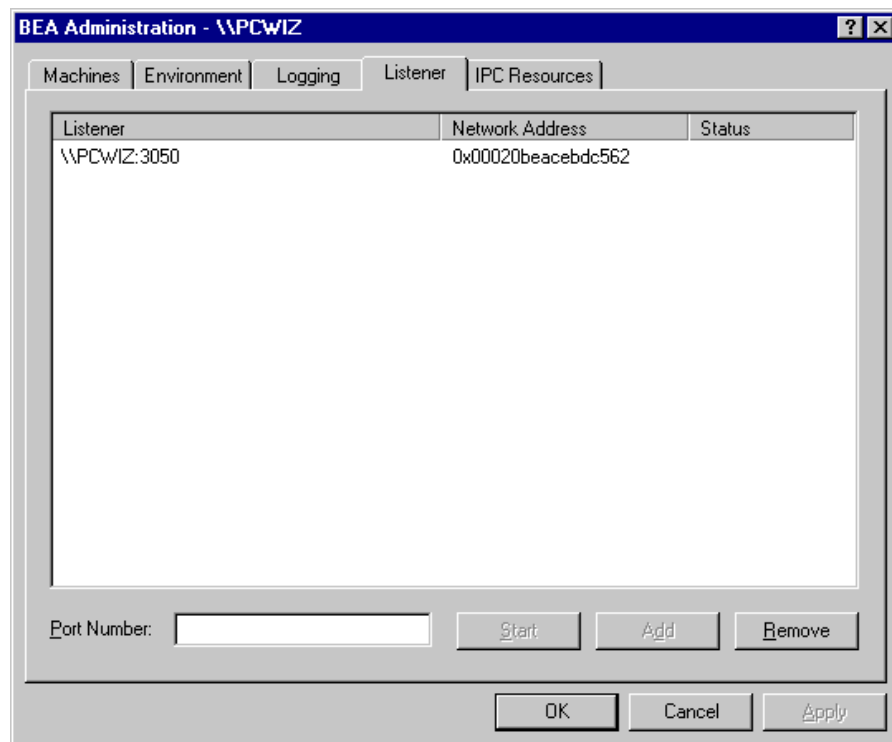 BEA Administration - \\PCWIZ
Machines Environment Logging Listener IPC Resources
Listener Network Address Status
\\PCWIZ:3050 0x00020beacebdc562
Port Number: Start Add Remove
OK Cancel Apply